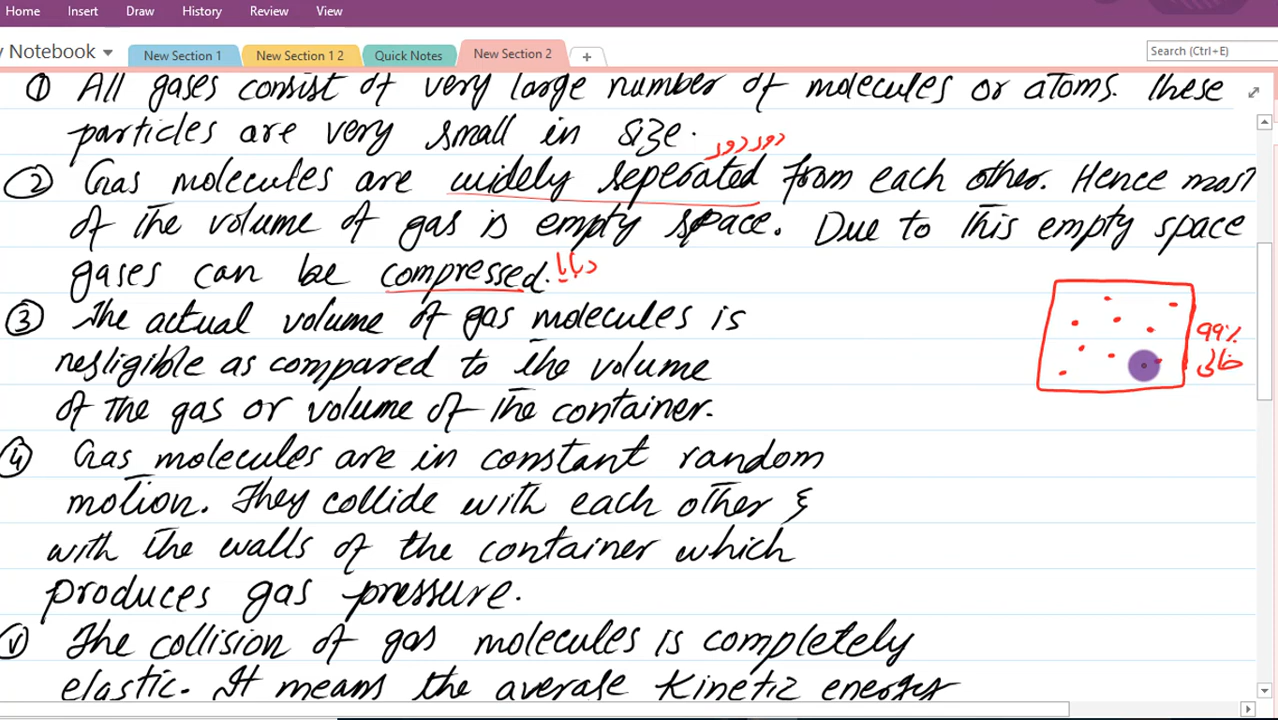 Home Insert Draw History Review View
y Notebook New Section 1 New Section 1 2 Quick Notes New Section 2 + Search (Ctrl+E)
① All gases consist of very large number of molecules or atoms. These
particles are very small in size.
دور دور
② Gas molecules are widely seperated from each other. Hence most
of the volume of gas is empty space. Due to this empty space
gases can be compressed. دبایا
③ The actual volume of gas molecules is
negligible as compared to the volume
of the gas or volume of the container.
99%
خالی
④ Gas molecules are in constant random
motion. They collide with each other &
with the walls of the container which
produces gas pressure.
The collision of gas molecules is completely
elastic. It means the average Kinetic energy